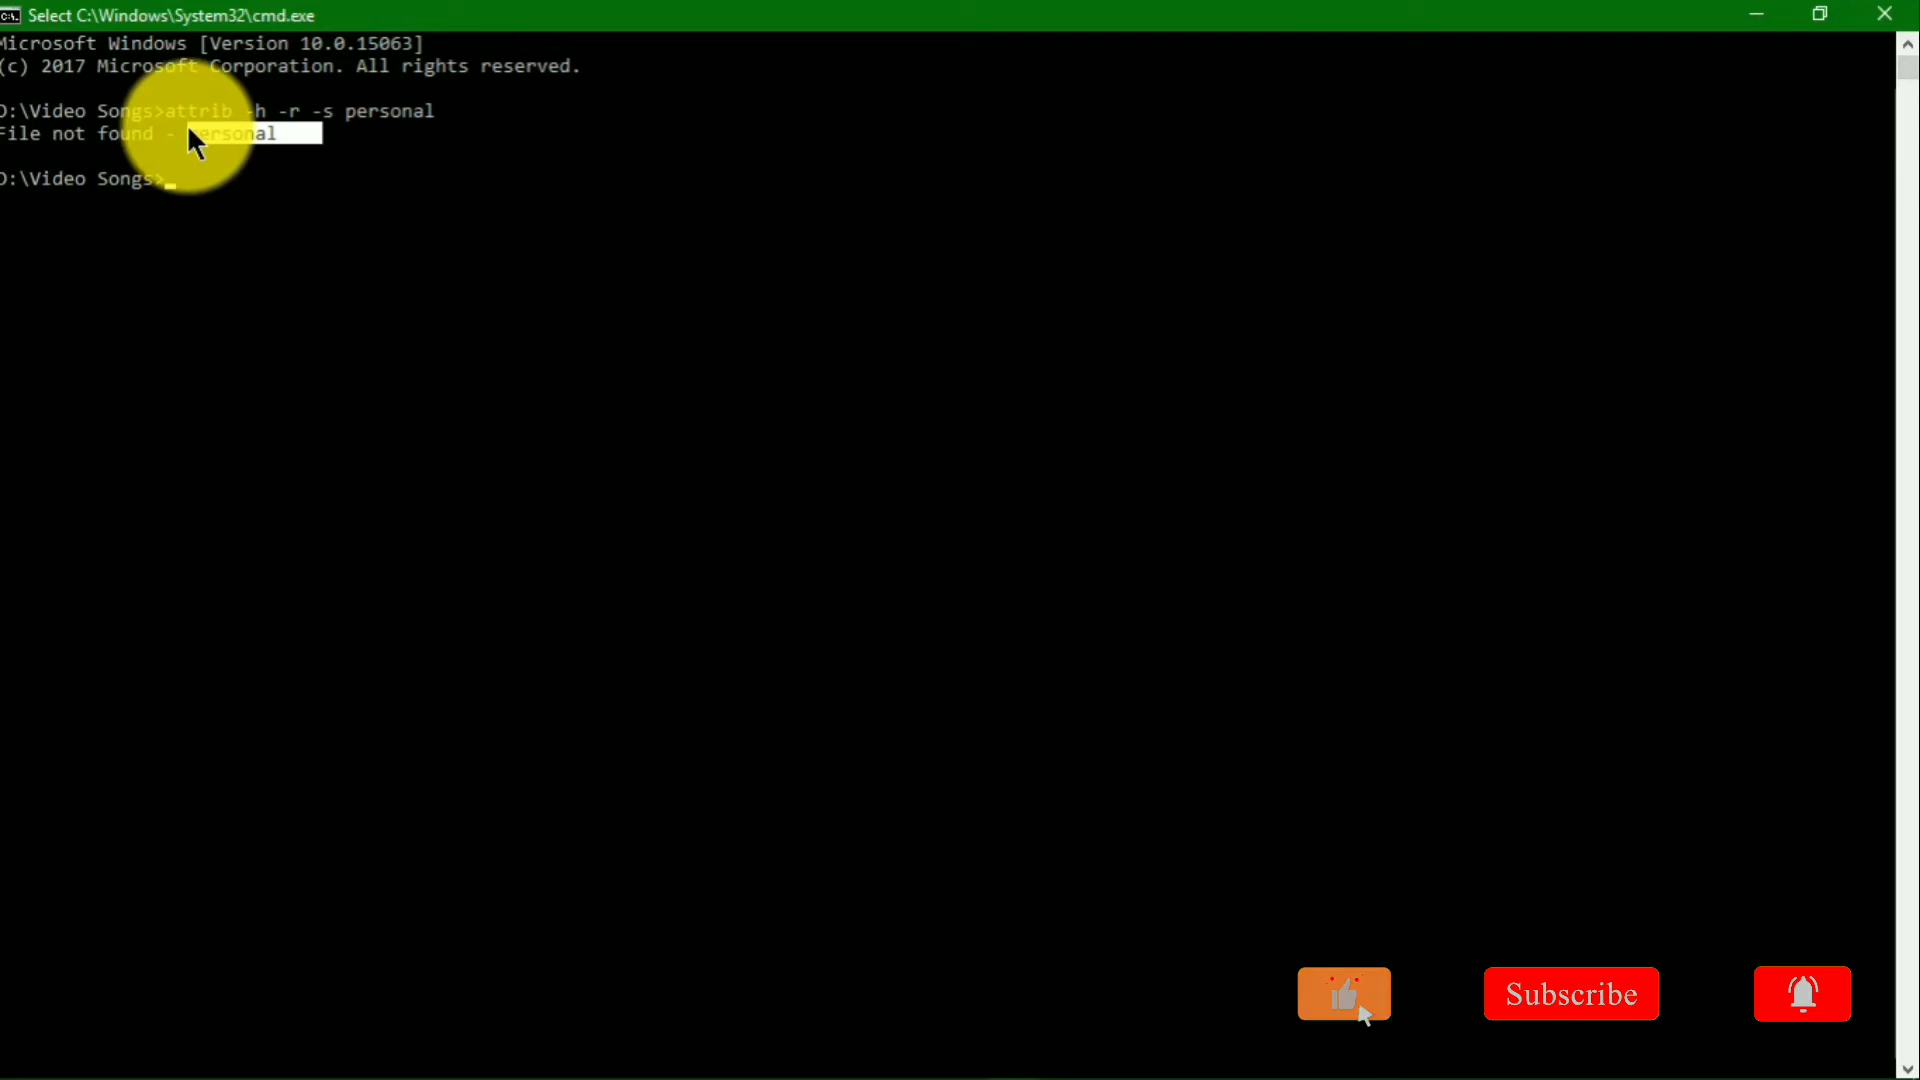 Select C:\Windows\System32\cmd.exe
Microsoft Windows [Version 10.0.15063]
(c) 2017 Microsoft Corporation. All rights reserved.
D:\Video Songs>attrib -h -r -s personal
File not found - personal
D:\Video Songs>
Subscribe